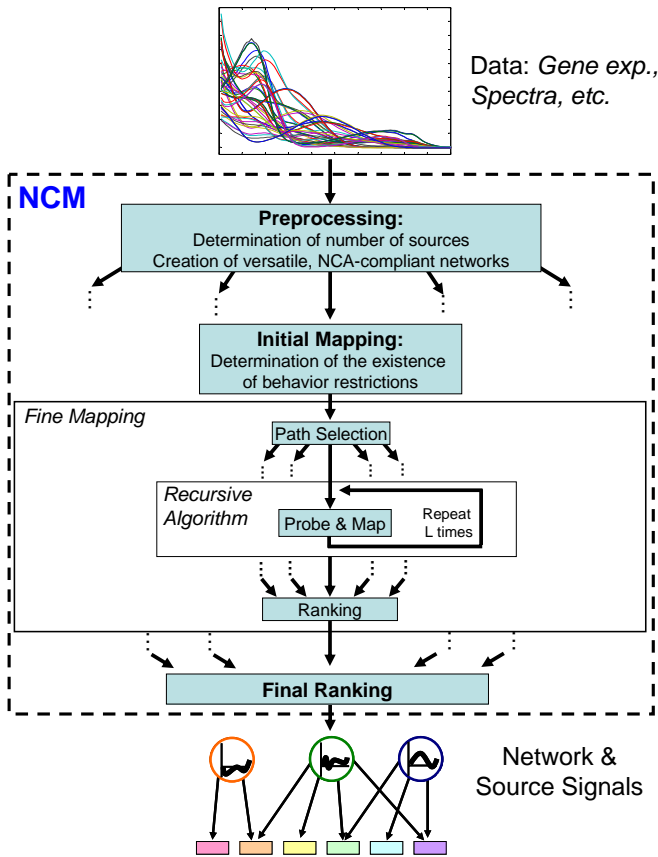 Data: Gene exp.,
Spectra, etc.
NCM
Preprocessing:
Determination of number of sources
Creation of versatile, NCA-compliant networks
Initial Mapping:
Determination of the existence
of behavior restrictions
Fine Mapping
Path Selection
Recursive
Algorithm
Probe & Map
Repeat
L times
Ranking
Final Ranking
Network &
Source Signals